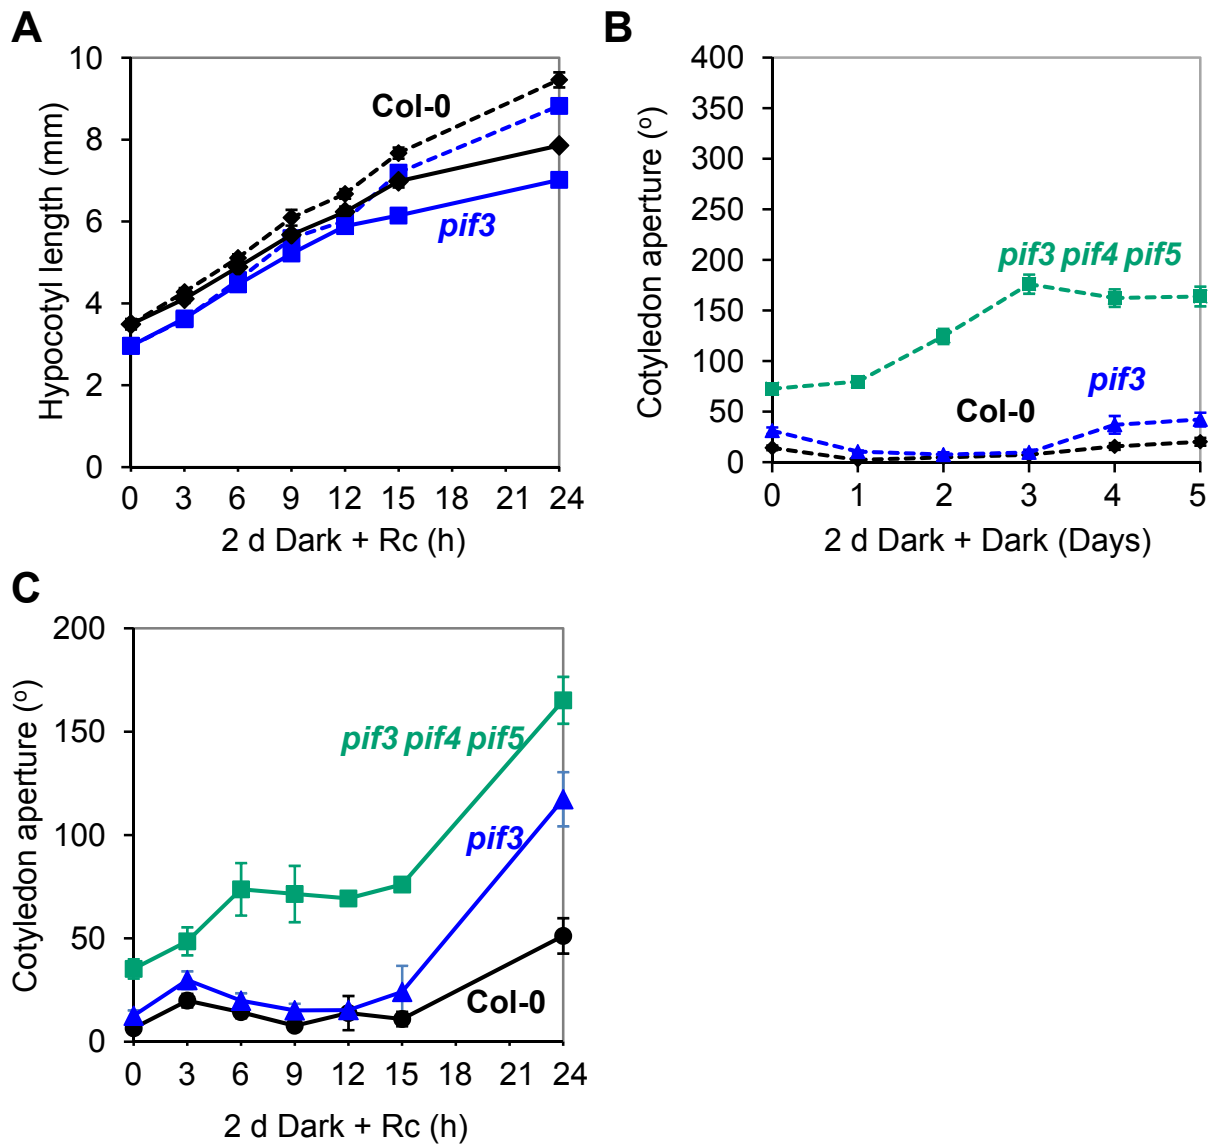 A
Hypocotyl length (mm)
10
8
6
4
2
0
Col-0
pif3
0 3 6 9 12 15 18 21 24
2 d Dark + Rc (h)
B
Cotyledon aperture (º)
400
350
300
250
200
150
100
50
0
pif3 pif4 pif5
pif3
Col-0
0 1 2 3 4 5
2 d Dark + Dark (Days)
C
Cotyledon aperture (º)
200
150
100
50
0
pif3 pif4 pif5
pif3
Col-0
0 3 6 9 12 15 18 21 24
2 d Dark + Rc (h)